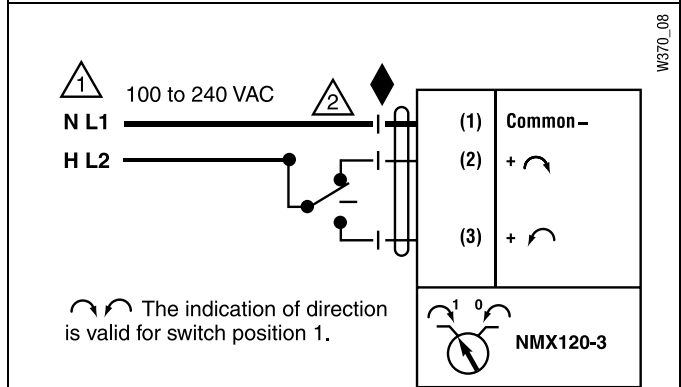 W370_08
1
100 to 240 VAC
2
N L1
(1) Common –
H L2
(2) +
(3) +
The indication of direction
is valid for switch position 1.
1 0
NMX120-3